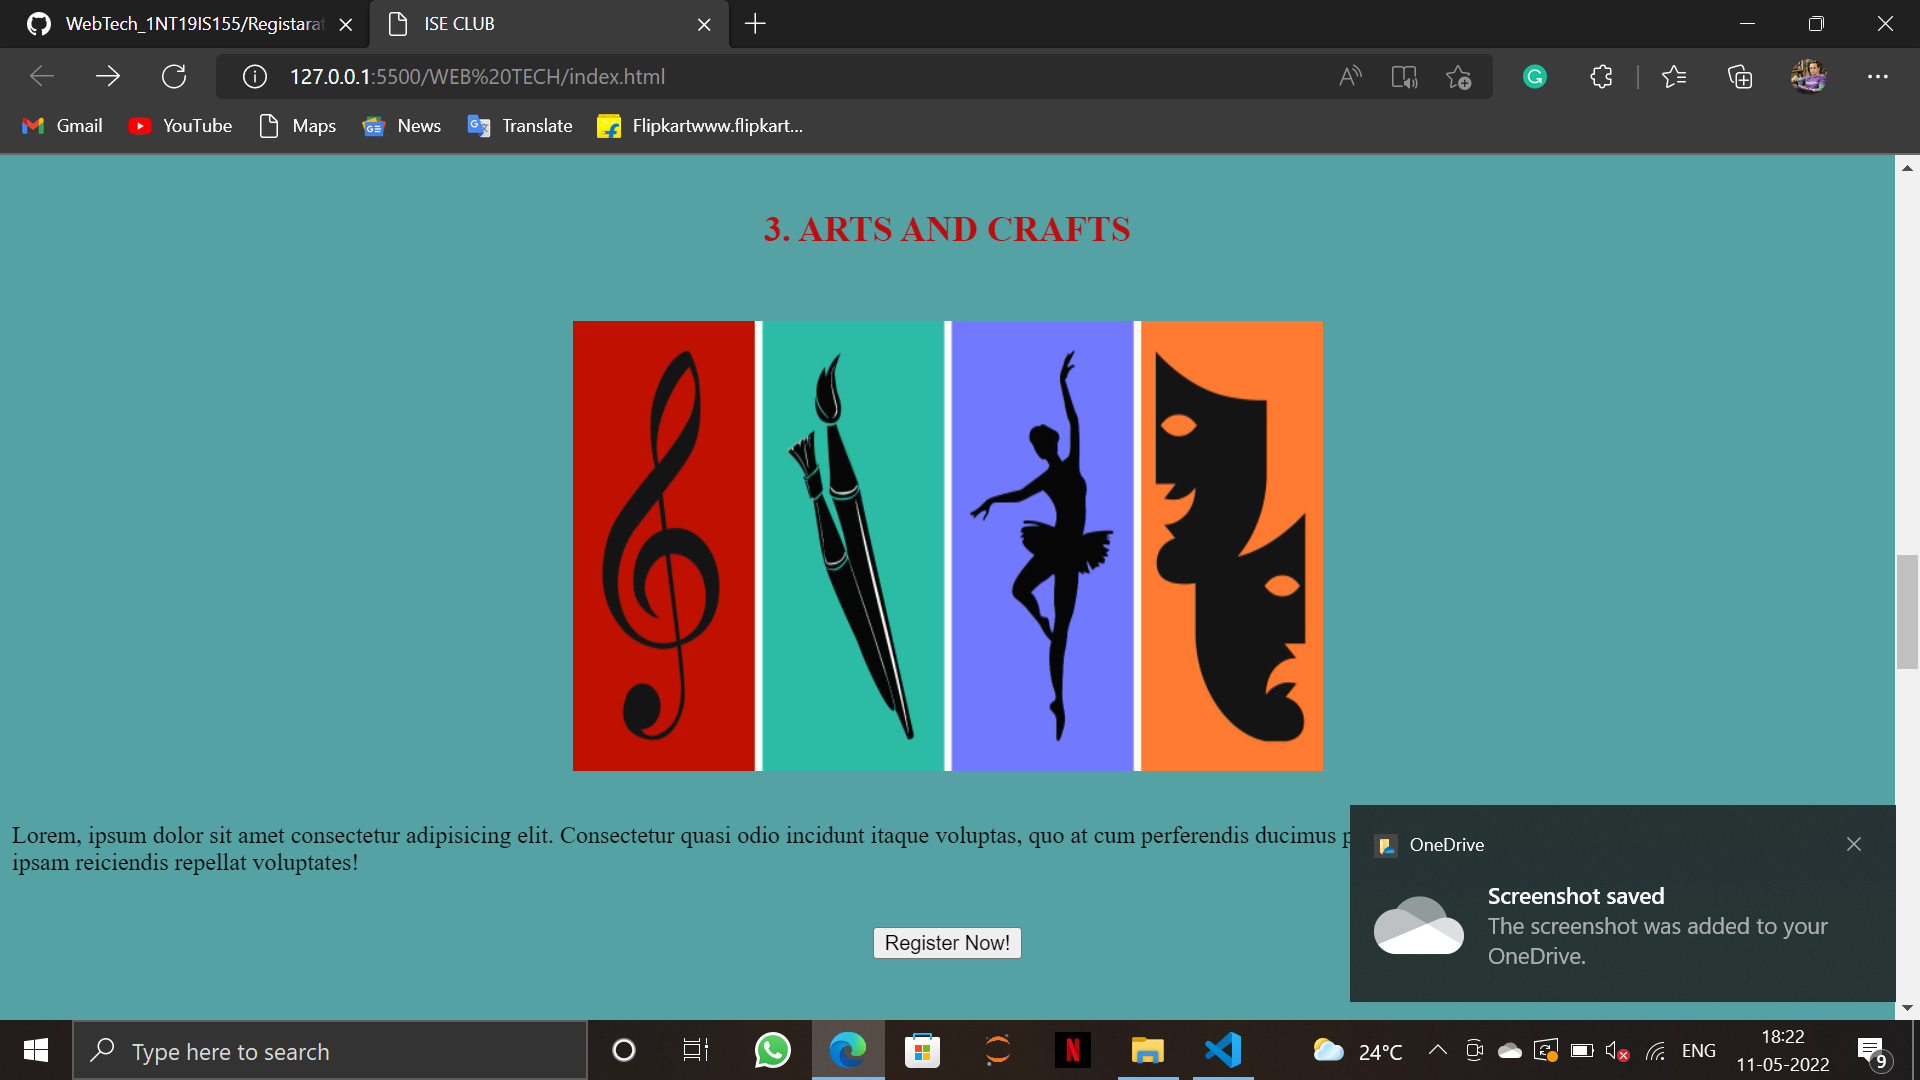 WebTech_1NT19IS155/Registarat
ISE CLUB
127.0.0.1:5500/WEB%20TECH/index.html
Gmail
YouTube
Maps
News
Translate
Flipkartwww.flipkart...
3. ARTS AND CRAFTS
Lorem, ipsum dolor sit amet consectetur adipisicing elit. Consectetur quasi odio incidunt itaque voluptas, quo at cum perferendis ducimus
ipsam reiciendis repellat voluptates!
Register Now!
OneDrive
Screenshot saved
The screenshot was added to your
OneDrive.
Type here to search
24°C
ENG
18:22
11-05-2022
9